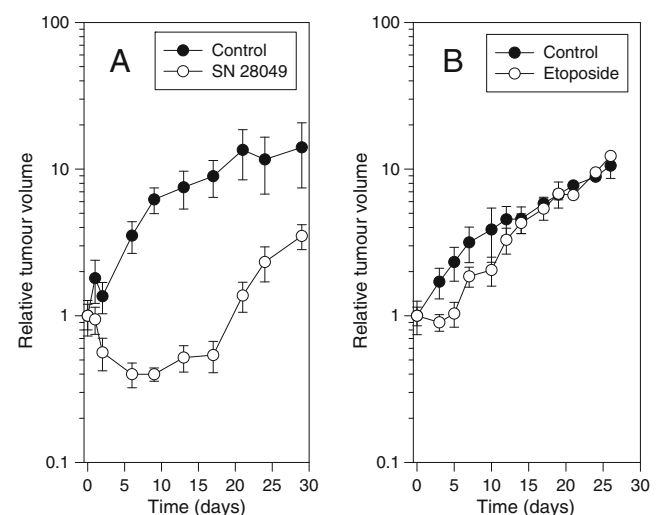 A
Control
SN 28049
Relative tumour volume
100
10
1
0.1
0 5 10 15 20 25 30
Time (days)
B
Control
Etoposide
Relative tumour volume
100
10
1
0.1
0 5 10 15 20 25 30
Time (days)